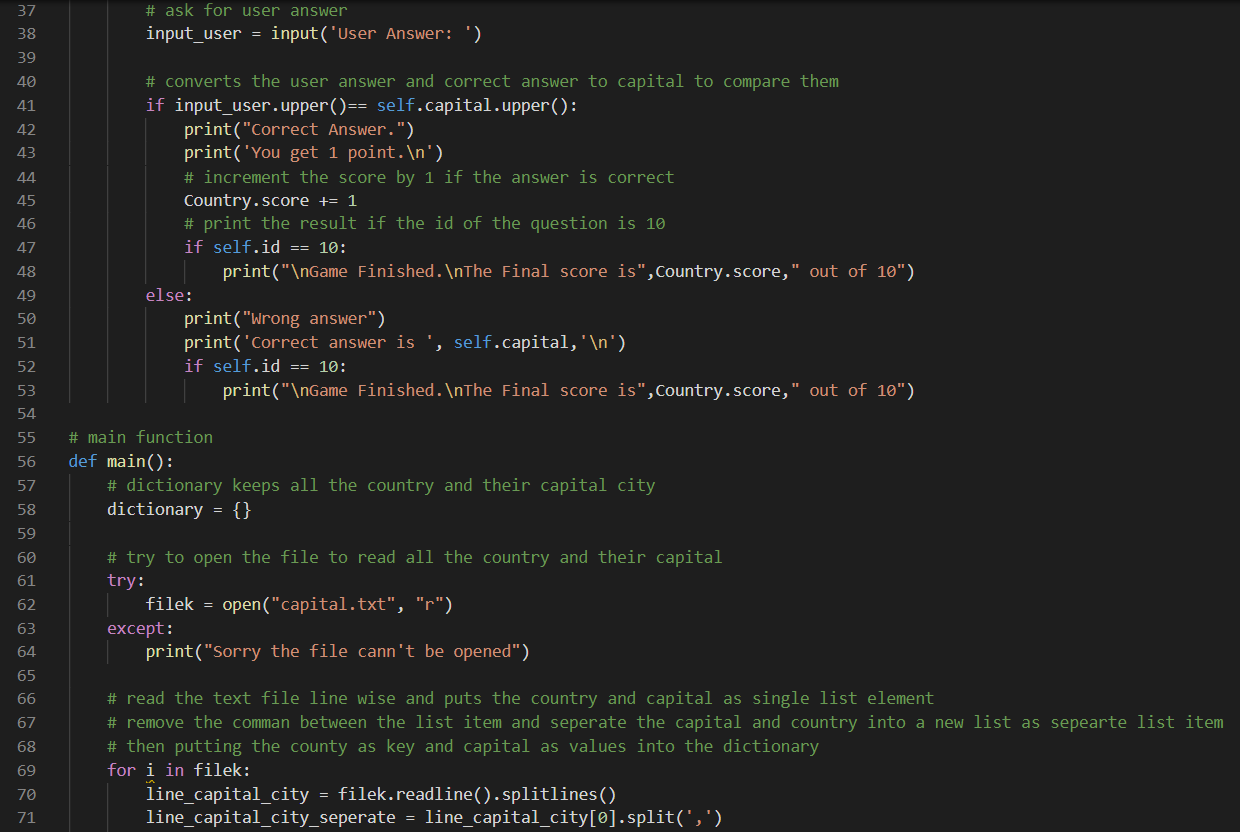 37 # ask for user answer
38 input_user = input('User Answer: ')
39
40 # converts the user answer and correct answer to capital to compare them
41 if input_user.upper()== self.capital.upper():
42 print("Correct Answer.")
43 print('You get 1 point.\n')
44 # increment the score by 1 if the answer is correct
45 Country.score += 1
46 # print the result if the id of the question is 10
47 if self.id == 10:
48 print("\nGame Finished.\nThe Final score is",Country.score," out of 10")
49 else:
50 print("Wrong answer")
51 print('Correct answer is ', self.capital,'\n')
52 if self.id == 10:
53 print("\nGame Finished.\nThe Final score is",Country.score," out of 10")
54
55 # main function
56 def main():
57 # dictionary keeps all the country and their capital city
58 dictionary = {}
59
60 # try to open the file to read all the country and their capital
61 try:
62 filek = open("capital.txt", "r")
63 except:
64 print("Sorry the file cann't be opened")
65
66 # read the text file line wise and puts the country and capital as single list element
67 # remove the comman between the list item and seperate the capital and country into a new list as sepearte list item
68 # then putting the county as key and capital as values into the dictionary
69 for i in filek:
70 line_capital_city = filek.readline().splitlines()
71 line_capital_city_seperate = line_capital_city[0].split(',')